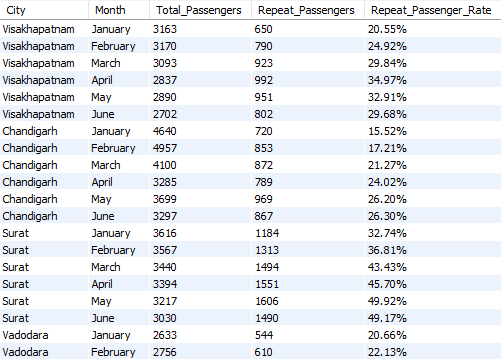 City Month Total_Passengers Repeat_Passengers Repeat_Passenger_Rate
Visakhapatnam January 3163 650 20.55%
Visakhapatnam February 3170 790 24.92%
Visakhapatnam March 3093 923 29.84%
Visakhapatnam April 2837 992 34.97%
Visakhapatnam May 2890 951 32.91%
Visakhapatnam June 2702 802 29.68%
Chandigarh January 4640 720 15.52%
Chandigarh February 4957 853 17.21%
Chandigarh March 4100 872 21.27%
Chandigarh April 3285 789 24.02%
Chandigarh May 3699 969 26.20%
Chandigarh June 3297 867 26.30%
Surat January 3616 1184 32.74%
Surat February 3567 1313 36.81%
Surat March 3440 1494 43.43%
Surat April 3394 1551 45.70%
Surat May 3217 1606 49.92%
Surat June 3030 1490 49.17%
Vadodara January 2633 544 20.66%
Vadodara February 2756 610 22.13%